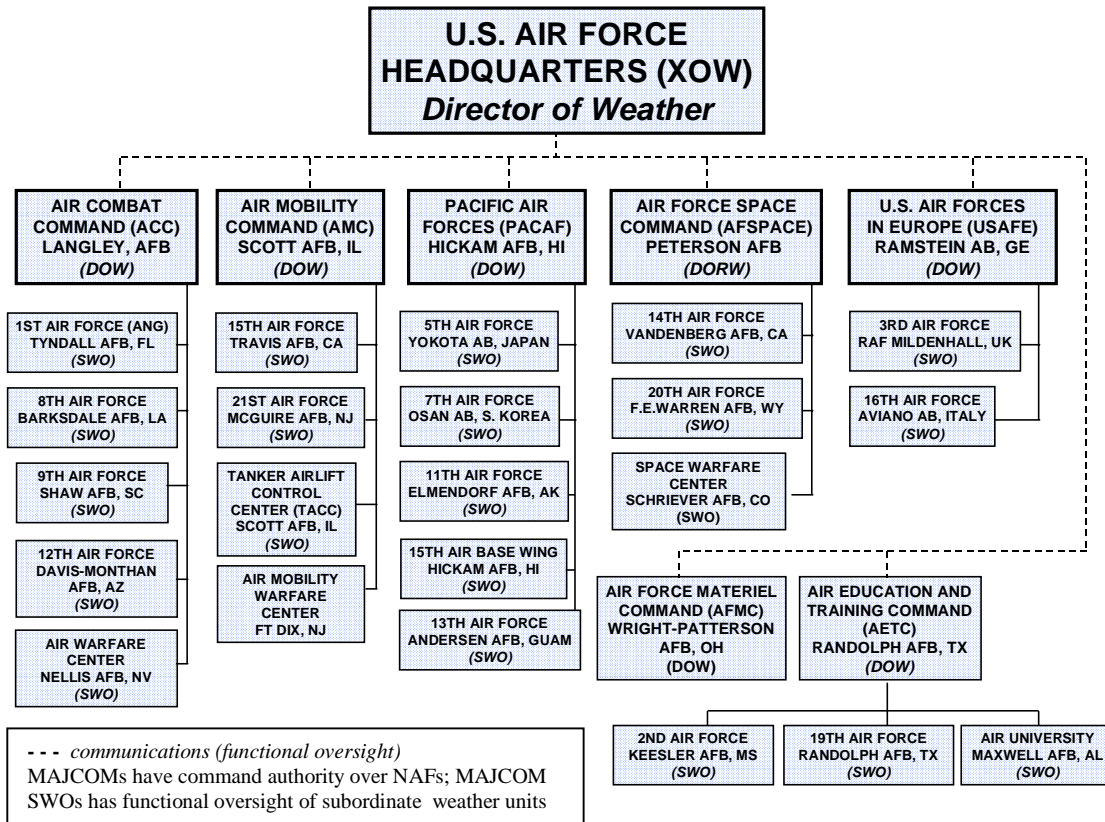 U.S. AIR FORCE
HEADQUARTERS (XOW)
Director of Weather
AIR COMBAT
COMMAND (ACC)
LANGLEY, AFB
(DOW)
AIR MOBILITY
COMMAND (AMC)
SCOTT AFB, IL
(DOW)
PACIFIC AIR
FORCES (PACAF)
HICKAM AFB, HI
(DOW)
AIR FORCE SPACE
COMMAND (AFSPACE)
PETERSON AFB
(DORW)
U.S. AIR FORCES
IN EUROPE (USAFE)
RAMSTEIN AB, GE
(DOW)
1ST AIR FORCE (ANG)
TYNDALL AFB, FL
(SWO)
8TH AIR FORCE
BARKSDALE AFB, LA
(SWO)
9TH AIR FORCE
SHAW AFB, SC
(SWO)
12TH AIR FORCE
DAVIS-MONTHAN
AFB, AZ
(SWO)
AIR WARFARE
CENTER
NELLIS AFB, NV
(SWO)
15TH AIR FORCE
TRAVIS AFB, CA
(SWO)
21ST AIR FORCE
MCGUIRE AFB, NJ
(SWO)
TANKER AIRLIFT
CONTROL
CENTER (TACC)
SCOTT AFB, IL
(SWO)
AIR MOBILITY
WARFARE
CENTER
FT DIX, NJ
5TH AIR FORCE
YOKOTA AB, JAPAN
(SWO)
7TH AIR FORCE
OSAN AB, S. KOREA
(SWO)
11TH AIR FORCE
ELMENDORF AFB, AK
(SWO)
15TH AIR BASE WING
HICKAM AFB, HI
(SWO)
13TH AIR FORCE
ANDERSEN AFB, GUAM
(SWO)
14TH AIR FORCE
VANDENBERG AFB, CA
(SWO)
20TH AIR FORCE
F.E.WARREN AFB, WY
(SWO)
SPACE WARFARE
CENTER
SCHRIEVER AFB, CO
(SWO)
3RD AIR FORCE
RAF MILDENHALL, UK
(SWO)
16TH AIR FORCE
AVIANO AB, ITALY
(SWO)
AIR FORCE MATERIEL
COMMAND (AFMC)
WRIGHT-PATTERSON
AFB, OH
(DOW)
AIR EDUCATION AND
TRAINING COMMAND
(AETC)
RANDOLPH AFB, TX
(DOW)
2ND AIR FORCE
KEESLER AFB, MS
(SWO)
19TH AIR FORCE
RANDOLPH AFB, TX
(SWO)
AIR UNIVERSITY
MAXWELL AFB, AL
(SWO)
- - - communications (functional oversight)
MAJCOMs have command authority over NAFs; MAJCOM
SWOs has functional oversight of subordinate weather units